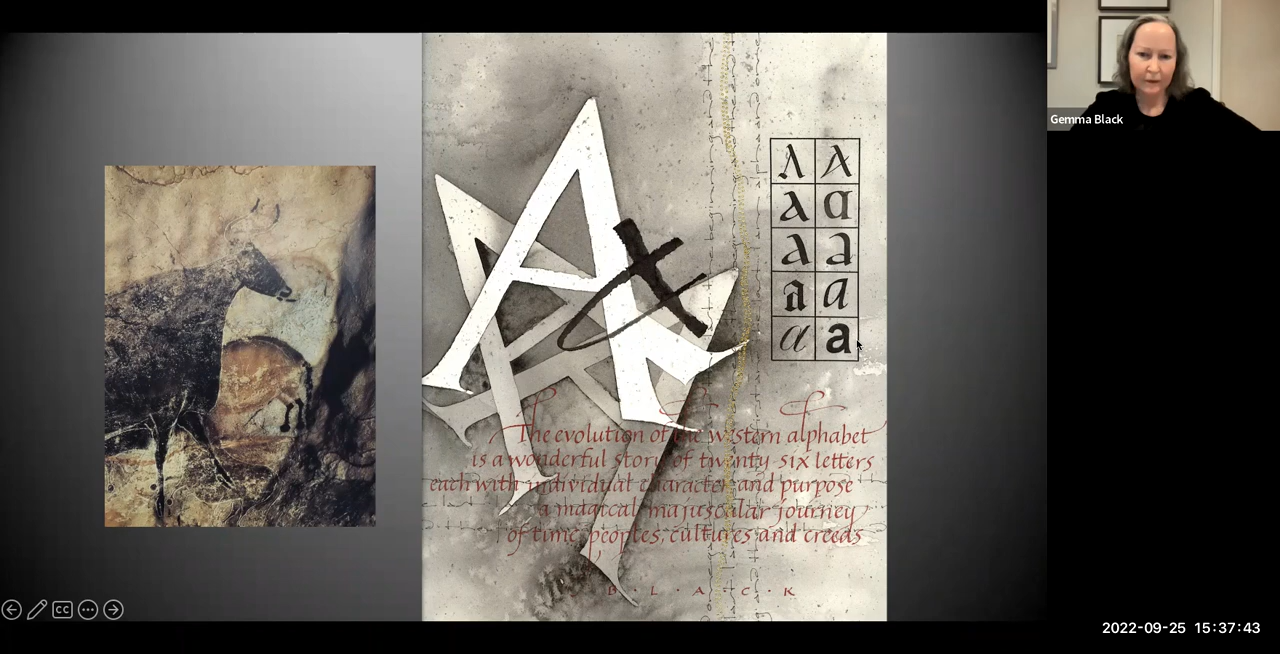 Gemma Black
A
A
A
A
A a
a a
a a
a a
a a
The evolution of the western alphabet
is a wonderful story of twenty-six letters
each with individual character and purpose
a magical majuscular journey
of time, peoples, cultures and creeds
B·L·A·C·K
CC
2022-09-25 15:37:43